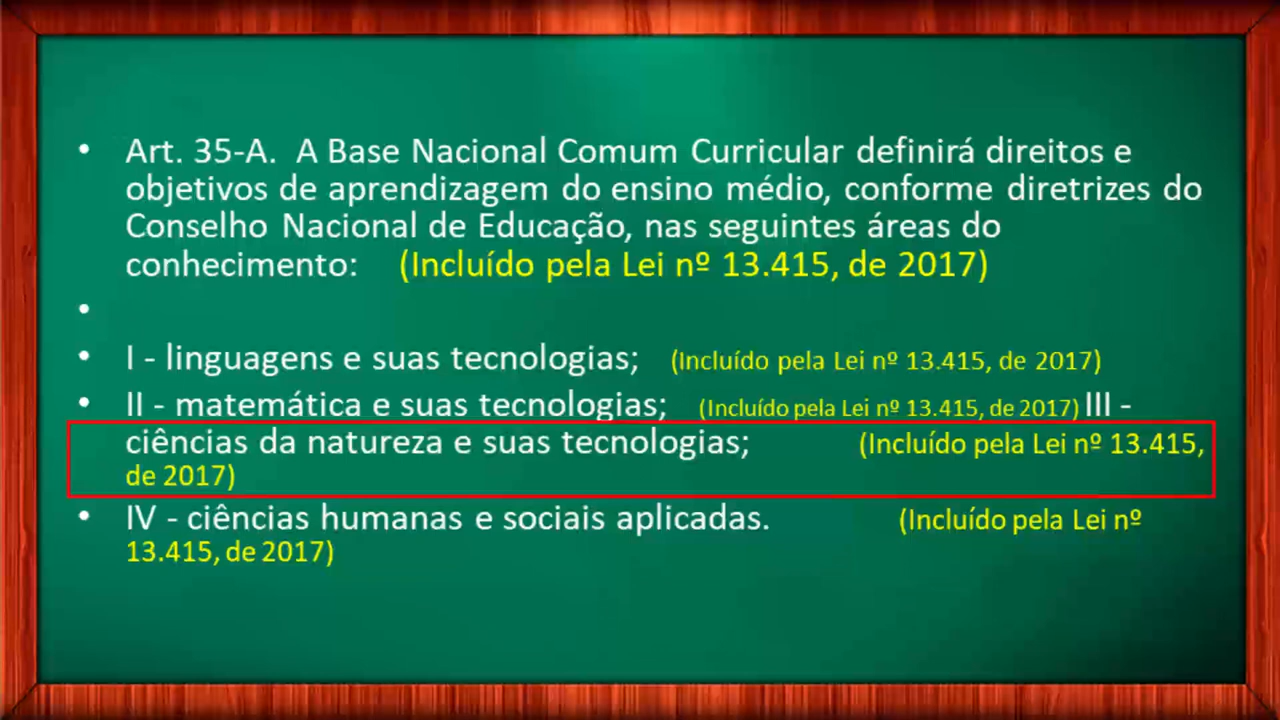 • Art. 35-A. A Base Nacional Comum Curricular definirá direitos e
objetivos de aprendizagem do ensino médio, conforme diretrizes do
Conselho Nacional de Educação, nas seguintes áreas do
conhecimento: (Incluído pela Lei nº 13.415, de 2017)
•
• I - linguagens e suas tecnologias; (Incluído pela Lei nº 13.415, de 2017)
• II - matemática e suas tecnologias; (Incluído pela Lei nº 13.415, de 2017) III -
ciências da natureza e suas tecnologias; (Incluído pela Lei nº 13.415,
de 2017)
• IV - ciências humanas e sociais aplicadas. (Incluído pela Lei nº
13.415, de 2017)